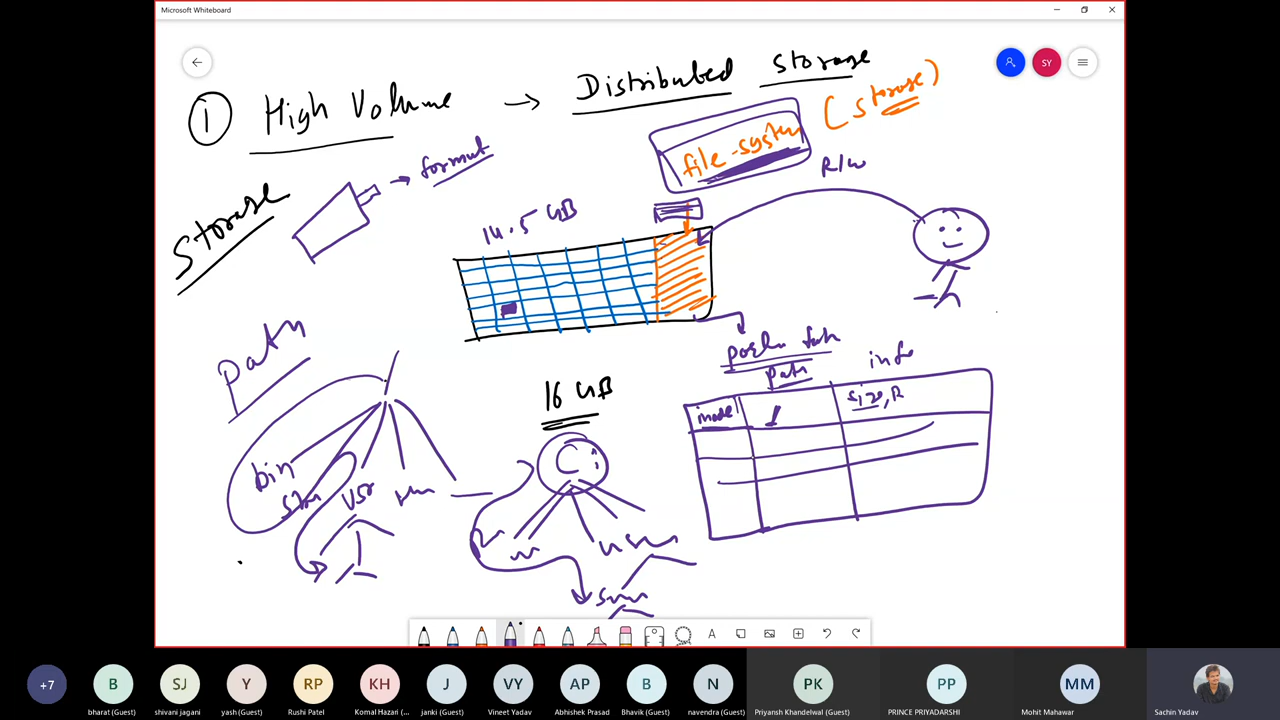 Microsoft Whiteboard
SY
① High Volume → Distributed storage
(storage)
file-system
→ format
R/W
Storage
14.5 GB
Path
info
path
inode / size, R
16 GB
C:
bin
usr
A
+7
B
SJ
Y
RP
KH
J
VY
AP
B
N
PK
PP
MM
bharat (Guest)
shivani jagani
yash (Guest)
Rushi Patel
Komal Hazari (...
janki (Guest)
Vineet Yadav
Abhishek Prasad
Bhavik (Guest)
navendra (Guest)
Priyansh Khandelwal (Guest)
PRINCE PRIYADARSHI
Mohit Mahawar
Sachin Yadav